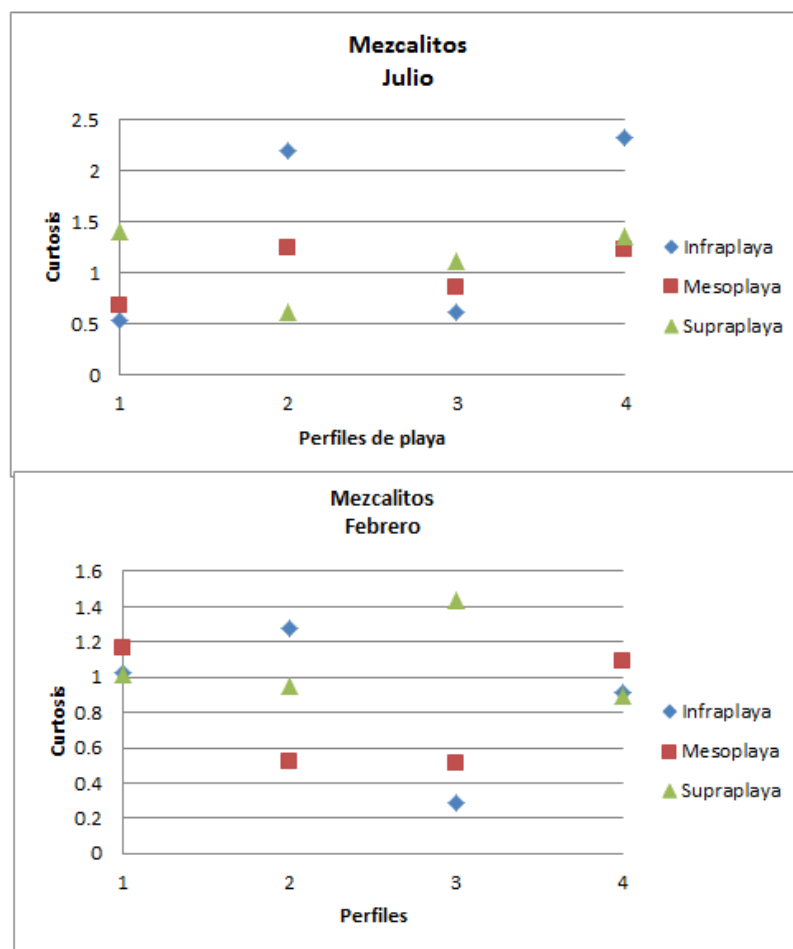 Mezcalitos
Julio
2.5
2
1.5
1
0.5
0
Curtosis
1 2 3 4
Perfiles de playa
Infraplaya
Mesoplaya
Supraplaya
Mezcalitos
Febrero
1.6
1.4
1.2
1
0.8
0.6
0.4
0.2
0
Curtosis
1 2 3 4
Perfiles
Infraplaya
Mesoplaya
Supraplaya